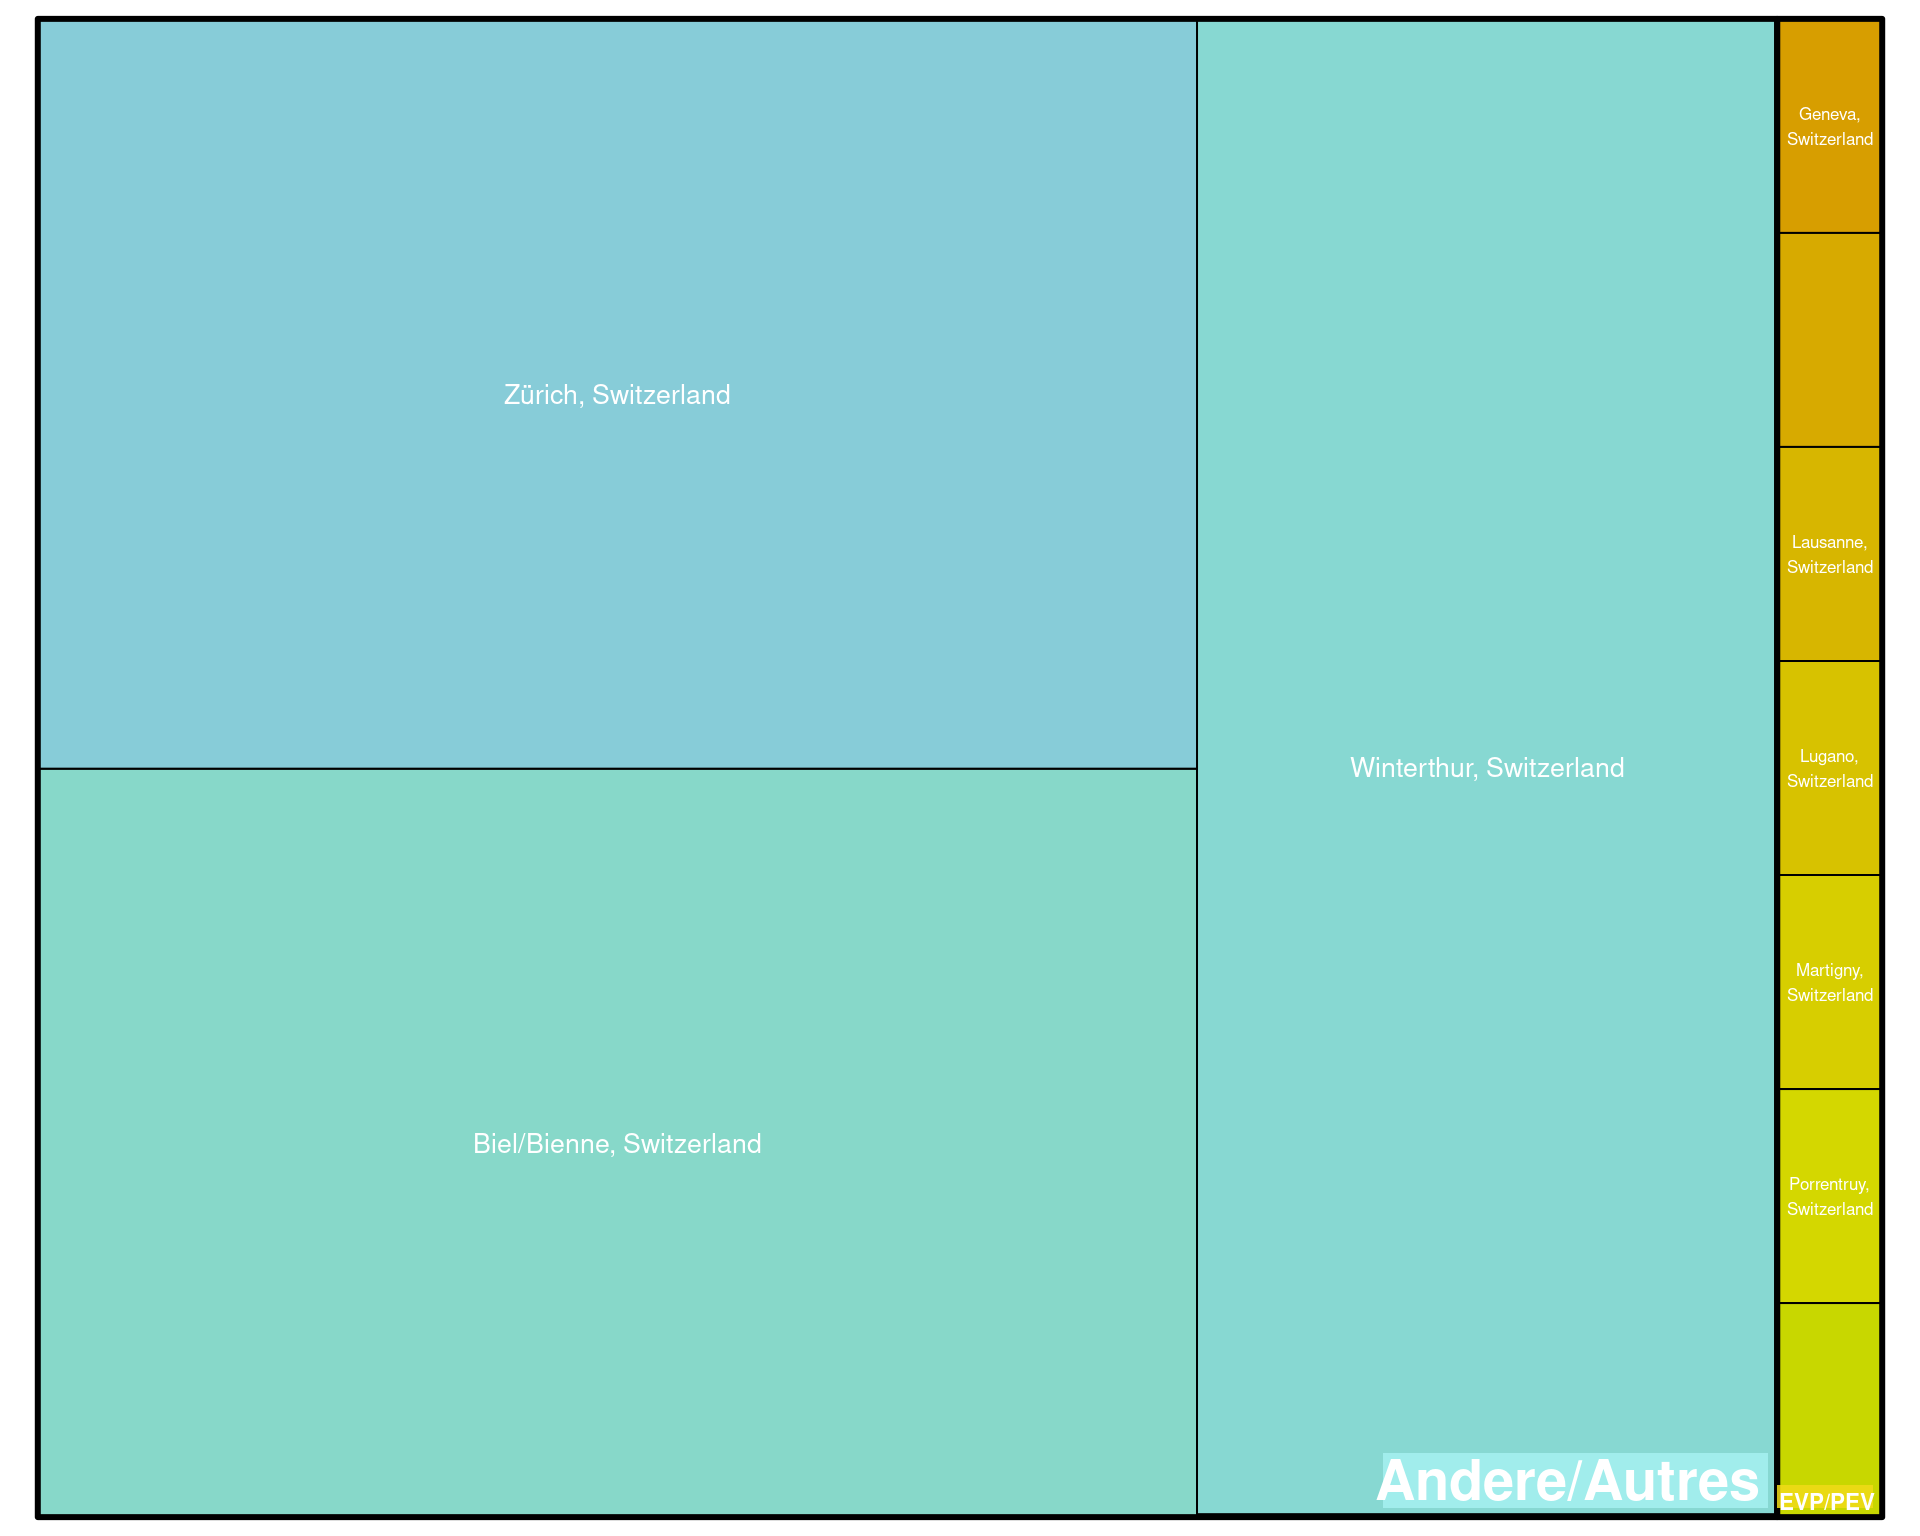 Zürich, Switzerland
Biel/Bienne, Switzerland
Winterthur, Switzerland
Andere/Autres
Geneva,
Switzerland
Lausanne,
Switzerland
Lugano,
Switzerland
Martigny,
Switzerland
Porrentruy,
Switzerland
EVP/PEV